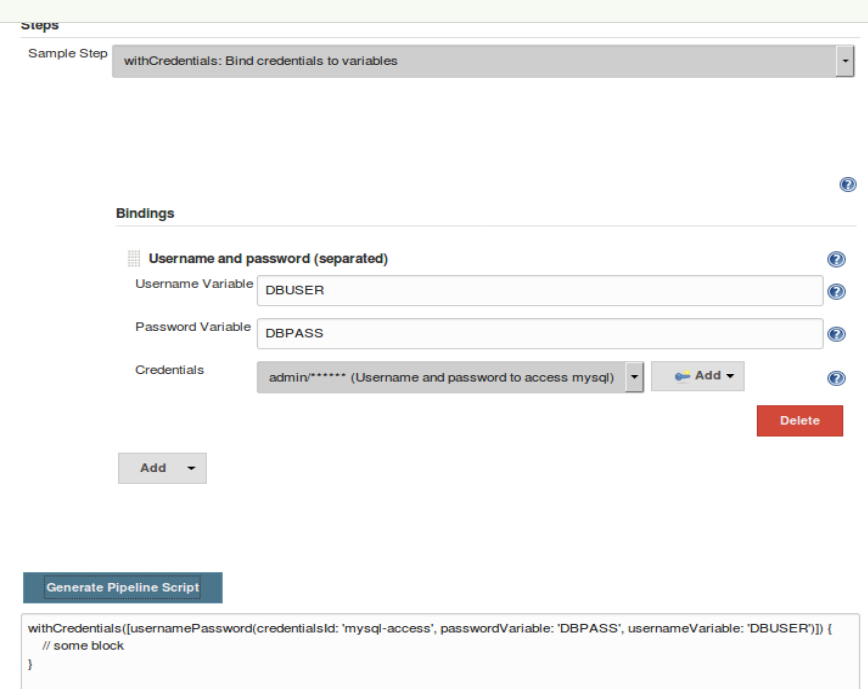 Steps
Sample Step
withCredentials: Bind credentials to variables
Bindings
Username and password (separated)
Username Variable
DBUSER
Password Variable
DBPASS
Credentials
admin/****** (Username and password to access mysql)
Add
Delete
Add
Generate Pipeline Script
withCredentials([usernamePassword(credentialsId: 'mysql-access', passwordVariable: 'DBPASS', usernameVariable: 'DBUSER')]) {
// some block
}